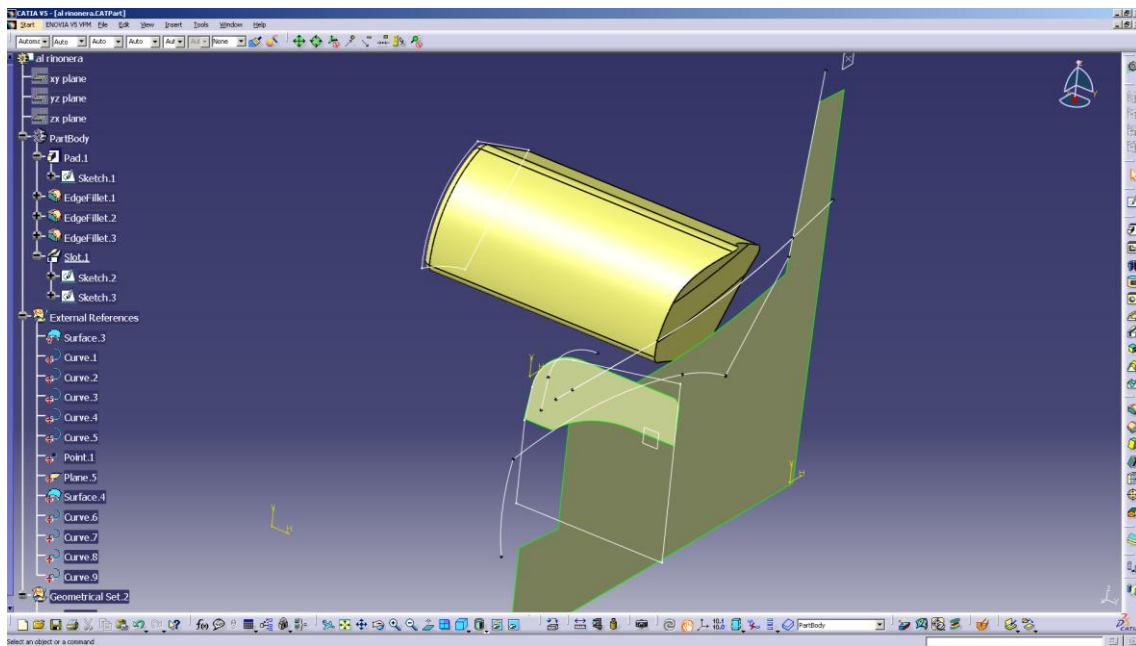 CATIA V5 - [al rinonera.CATPart]
Start ENOVIA V5 VPM File Edit View Insert Tools Window Help
Auto Auto Auto None
al rinonera
xy plane
yz plane
zx plane
PartBody
Pad.1
Sketch.1
EdgeFillet.1
EdgeFillet.2
EdgeFillet.3
Slot.1
Sketch.2
Sketch.3
External References
Surface.3
Curve.1
Curve.2
Curve.3
Curve.4
Curve.5
Point.1
Plane.5
Surface.4
Curve.6
Curve.7
Curve.8
Curve.9
Geometrical Set.2
PartBody
Select an object or a command